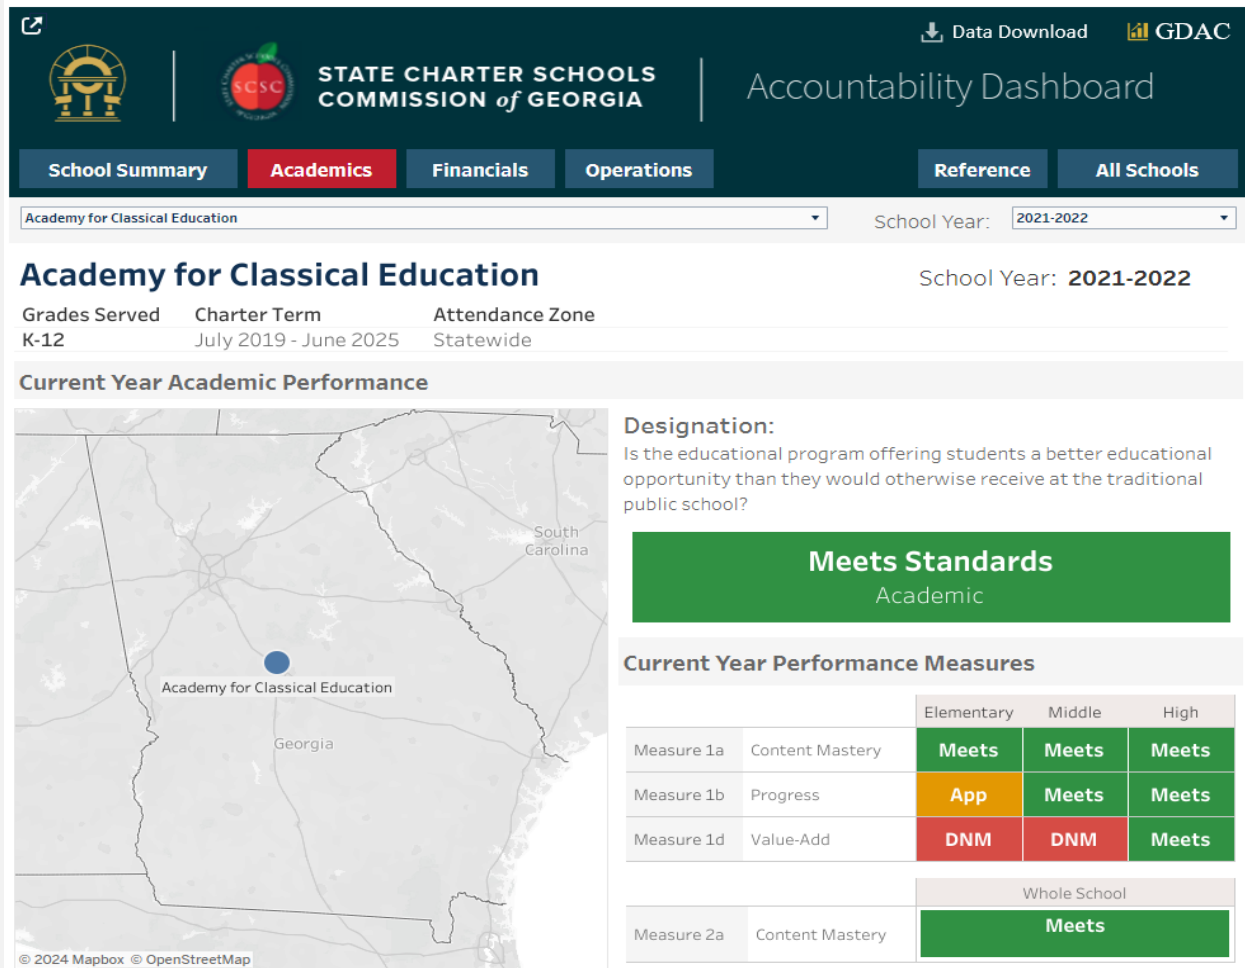 Data Download
GDAC
SCSC
STATE CHARTER SCHOOLS
COMMISSION of GEORGIA
Accountability Dashboard
School Summary
Academics
Financials
Operations
Reference
All Schools
Academy for Classical Education
School Year:
2021-2022
Academy for Classical Education
School Year: 2021-2022
Grades Served
Charter Term
Attendance Zone
K-12
July 2019 - June 2025
Statewide
Current Year Academic Performance
South
Carolina
Academy for Classical Education
Georgia
© 2024 Mapbox © OpenStreetMap
Designation:
Is the educational program offering students a better educational
opportunity than they would otherwise receive at the traditional
public school?
Meets Standards
Academic
Current Year Performance Measures
Elementary Middle High
Measure 1a Content Mastery Meets Meets Meets
Measure 1b Progress App Meets Meets
Measure 1d Value-Add DNM DNM Meets
Whole School
Measure 2a Content Mastery Meets